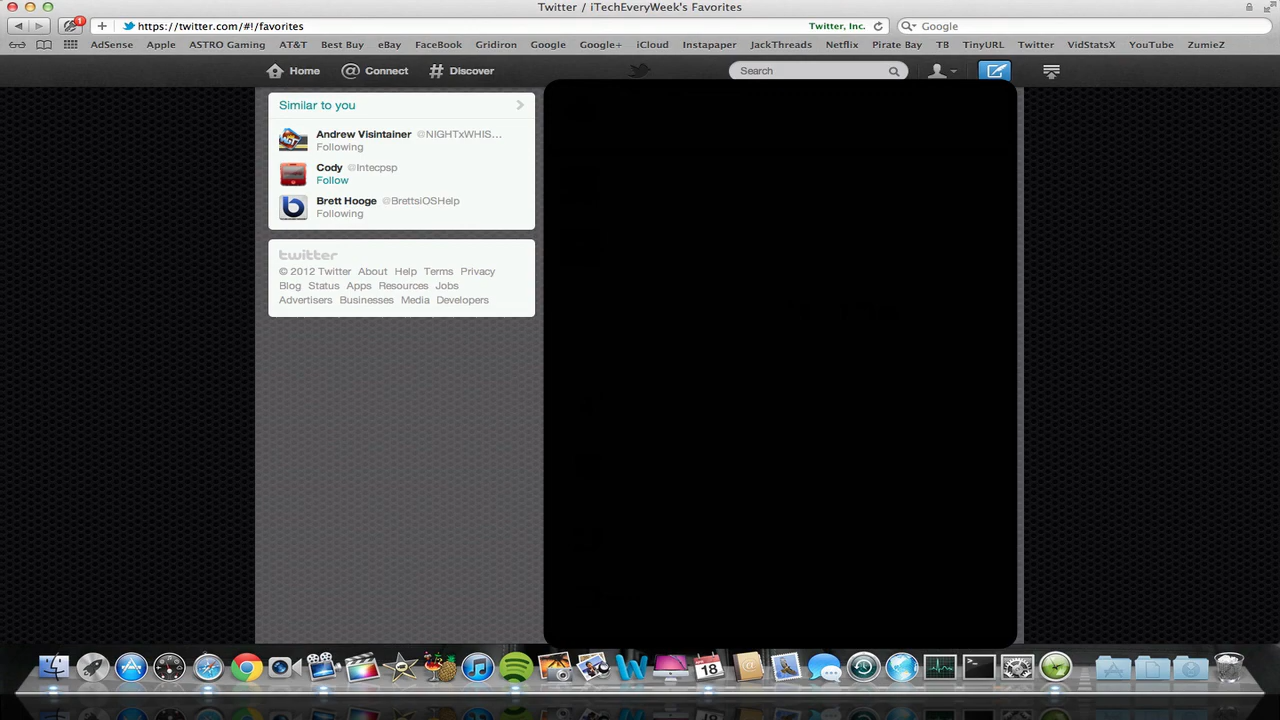 Twitter / iTechEveryWeek's Favorites
1
https://twitter.com/#!/favorites
Twitter, Inc.
Google
AdSense Apple ASTRO Gaming AT&T Best Buy eBay FaceBook Gridiron Google Google+ iCloud Instapaper JackThreads Netflix Pirate Bay TB TinyURL Twitter VidStatsX YouTube ZumieZ
Home @ Connect # Discover Search
Similar to you
Andrew Visintainer @NIGHTxWHIS...
Following
Cody @Intecpsp
Follow
Brett Hooge @BrettsiOSHelp
Following
twitter
© 2012 Twitter About Help Terms Privacy
Blog Status Apps Resources Jobs
Advertisers Businesses Media Developers
18